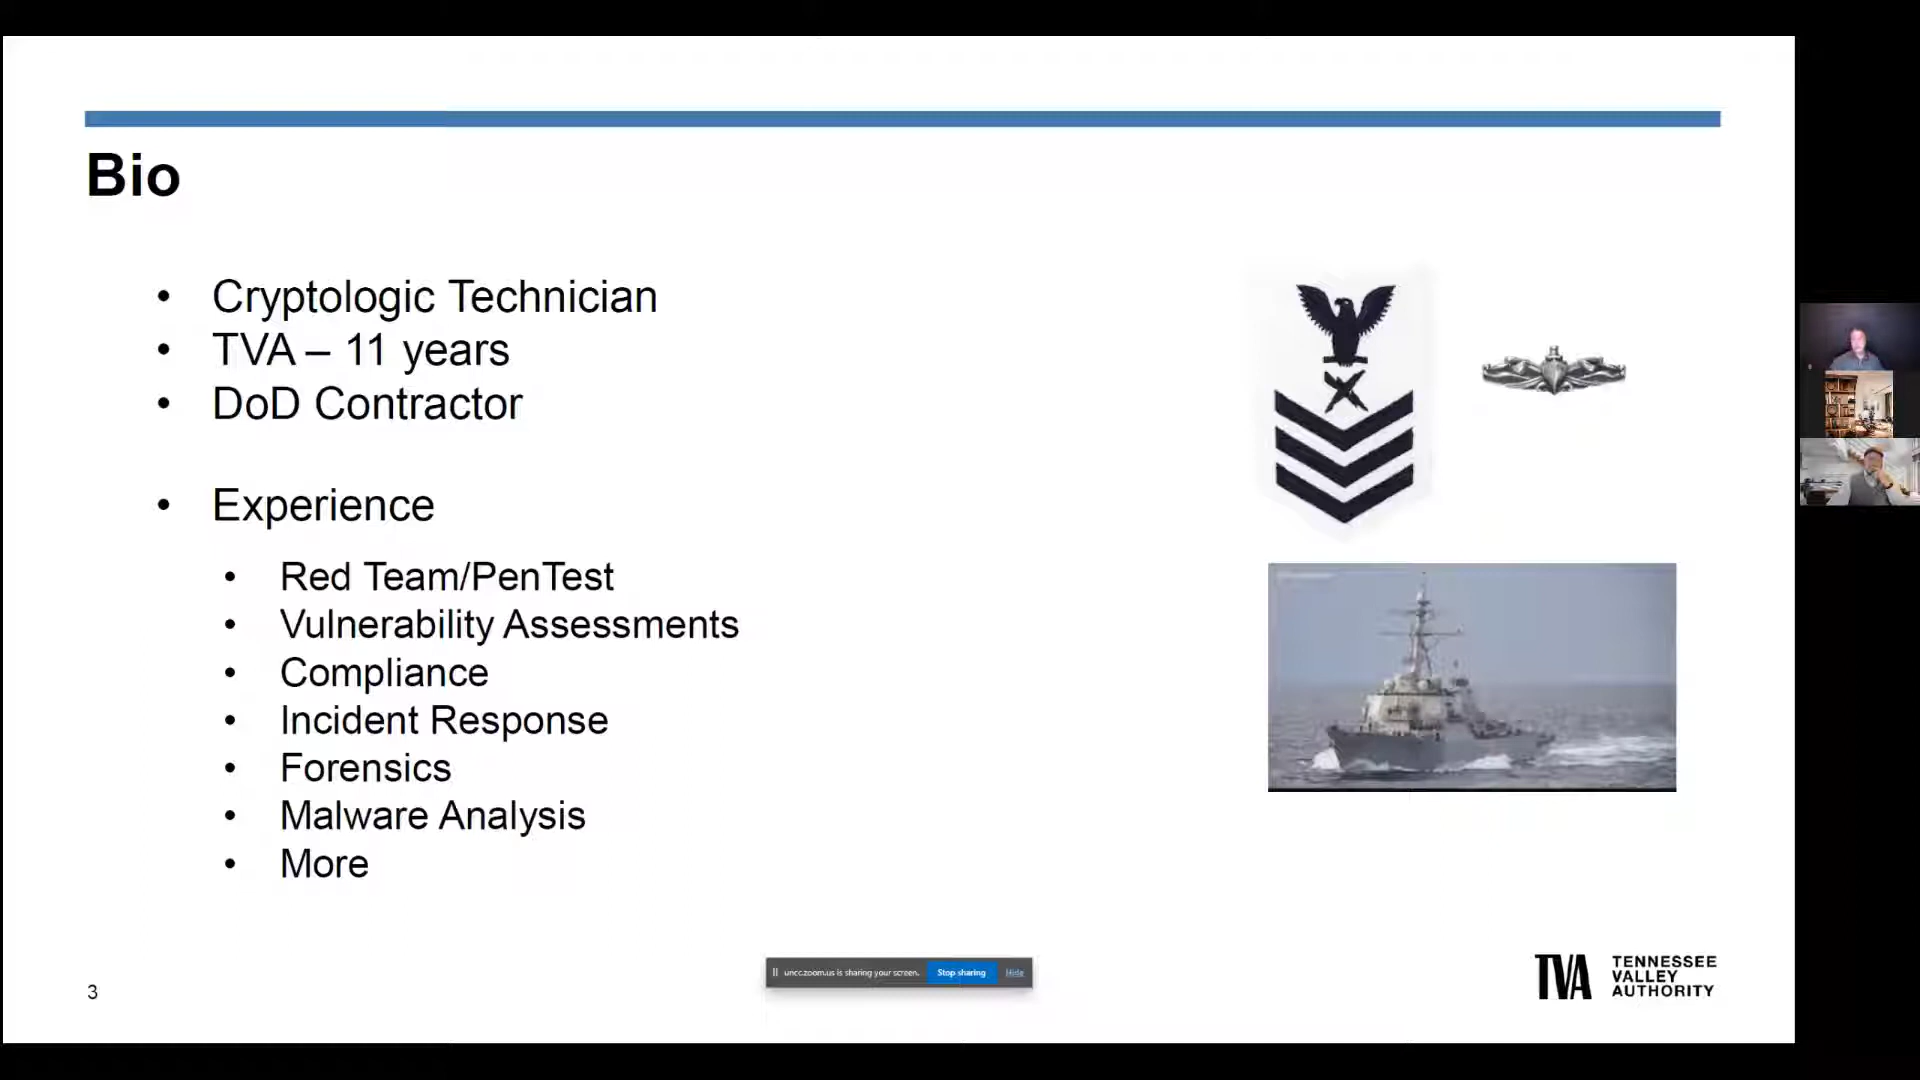 Bio
• Cryptologic Technician
• TVA – 11 years
• DoD Contractor
• Experience
• Red Team/PenTest
• Vulnerability Assessments
• Compliance
• Incident Response
• Forensics
• Malware Analysis
• More
uncc.zoom.us is sharing your screen. Stop sharing Hide
3
TVA
TENNESSEE
VALLEY
AUTHORITY